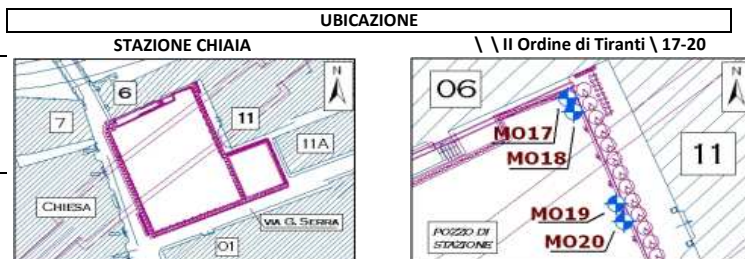 UBICAZIONE
STAZIONE CHIAIA
\ \ II Ordine di Tiranti \ 17-20
6
7
11
11A
CHIESA
VIA G. SERRA
01
N
06
N
MO17
MO18
11
MO19
MO20
POZZO DI
STAZIONE